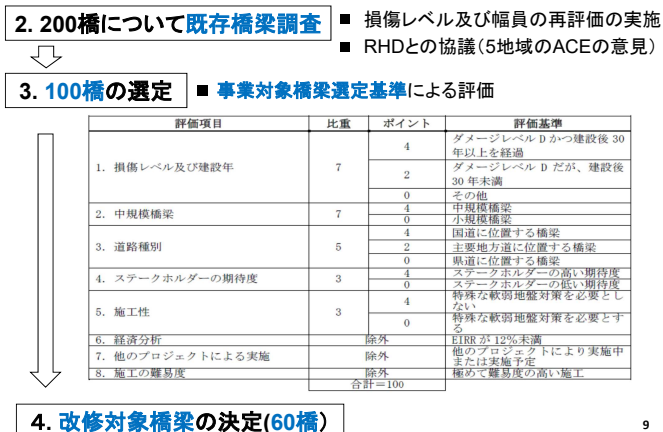 2. 200橋について既存橋梁調査
■ 損傷レベル及び幅員の再評価の実施
■ RHDとの協議(5地域のACEの意見)
3. 100橋の選定
■ 事業対象橋梁選定基準による評価
評価項目 比重 ポイント 評価基準
1. 損傷レベル及び建設年 7 4 ダメージレベル D かつ建設後 30
年以上を経過
2 ダメージレベル D だが、建設後
30 年未満
0 その他
2. 中規模橋梁 7 4 中規模橋梁
0 小規模橋梁
3. 道路種別 5 4 国道に位置する橋梁
2 主要地方道に位置する橋梁
0 県道に位置する橋梁
4. ステークホルダーの期待度 3 4 ステークホルダーの高い期待度
0 ステークホルダーの低い期待度
5. 施工性 3 4 特殊な軟弱地盤対策を必要とし
ない
0 特殊な軟弱地盤対策を必要とす
る
6. 経済分析 除外 EIRR が 12%未満
7. 他のプロジェクトによる実施 除外 他のプロジェクトにより実施中
または実施予定
8. 施工の難易度 除外 極めて難易度の高い施工
合計=100
4. 改修対象橋梁の決定(60橋)
9